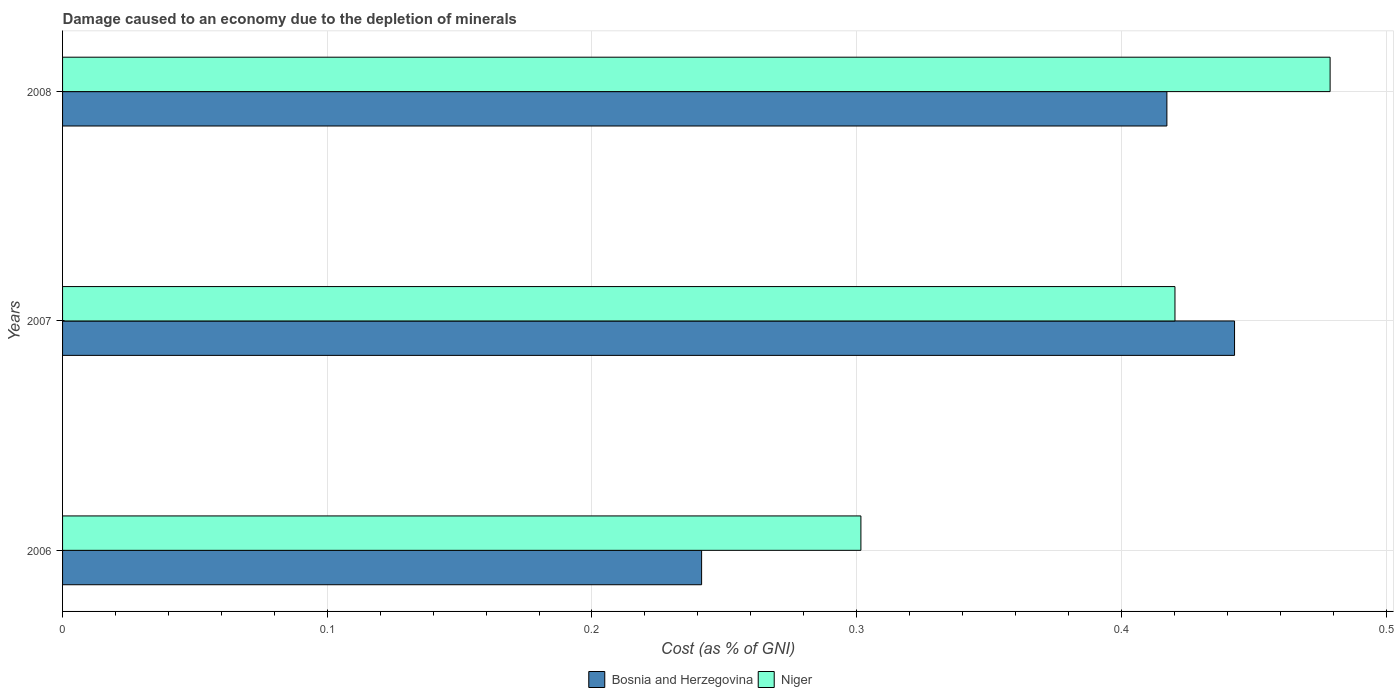 Damage caused to an economy due to the depletion of minerals
2008
2007
2006
Years
0
0.1
0.2
0.3
0.4
0.5
Cost (as % of GNI)
Bosnia and Herzegovina
Niger